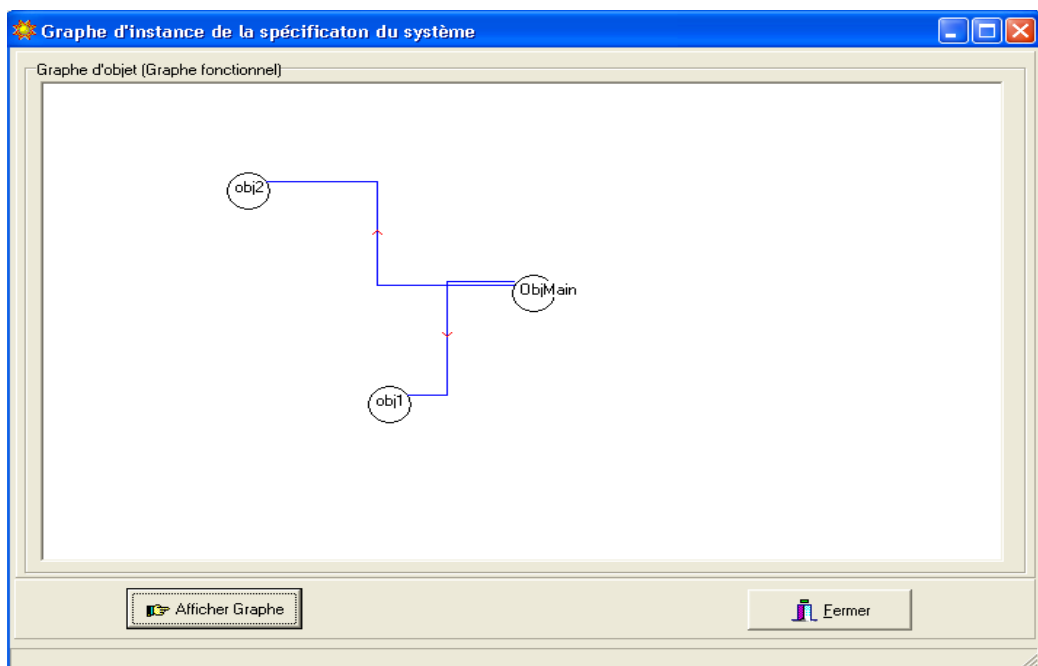 Graphe d'instance de la spécificaton du système
Graphe d'objet (Graphe fonctionnel)
obj2
ObjMain
obj1
Afficher Graphe
Fermer